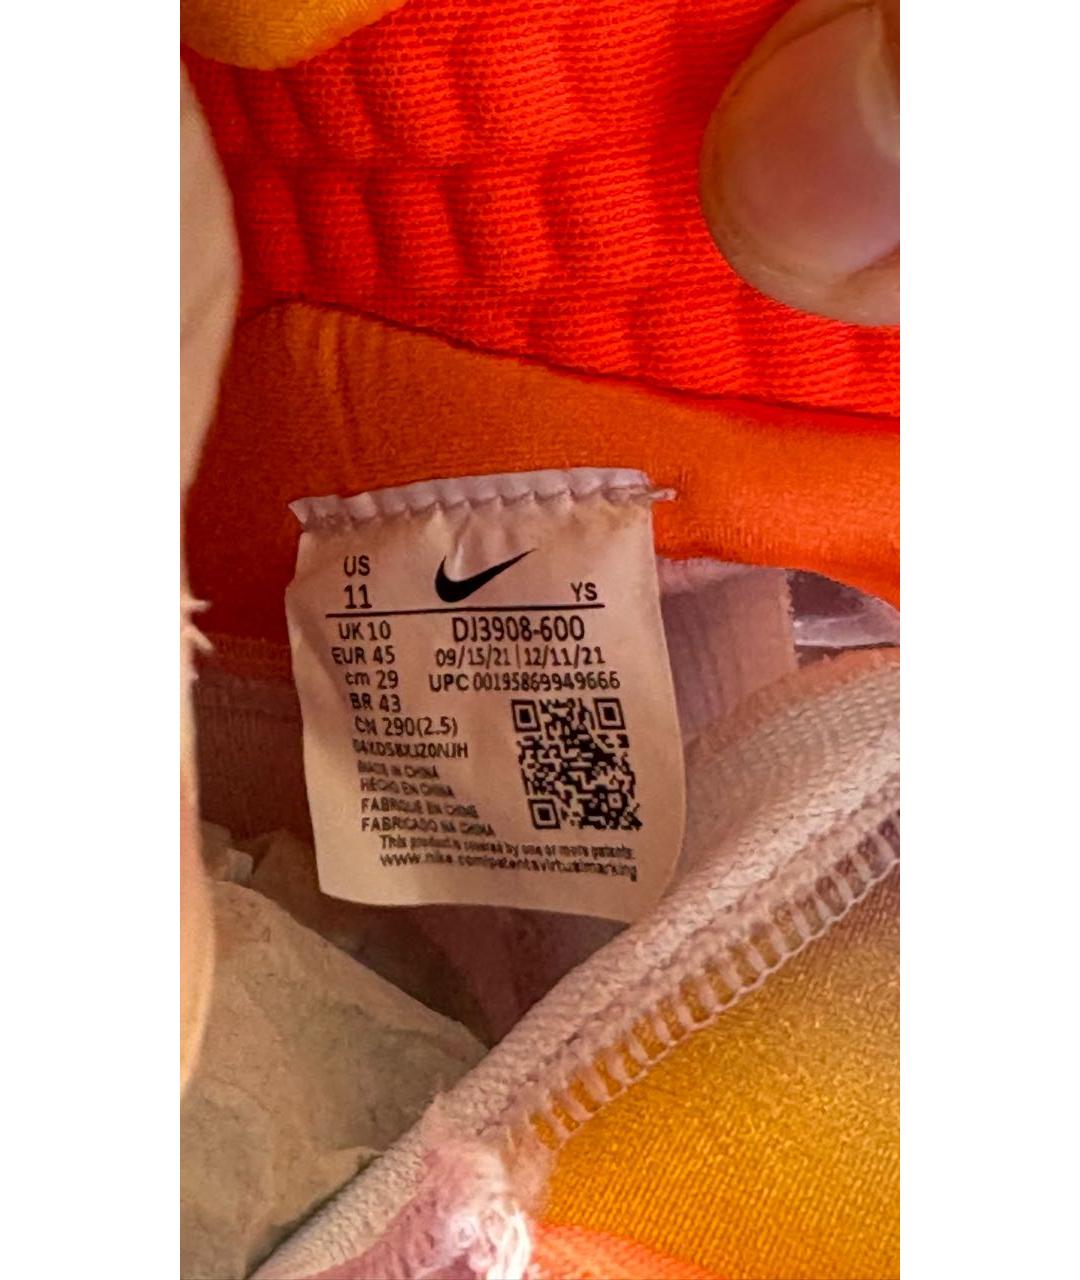 US
11
YS
UK 10
DJ3908-600
EUR 45
09/15/21 | 12/11/21
cm 29
UPC 00195869949666
BR 43
CN 290(2.5)
MADE IN CHINA
HECHO EN CHINA
FABRIQUE EN CHINE
FABRICADO NA CHINA
This product is covered by one or more patents.
www.nike.com/patentsvirtualmarking